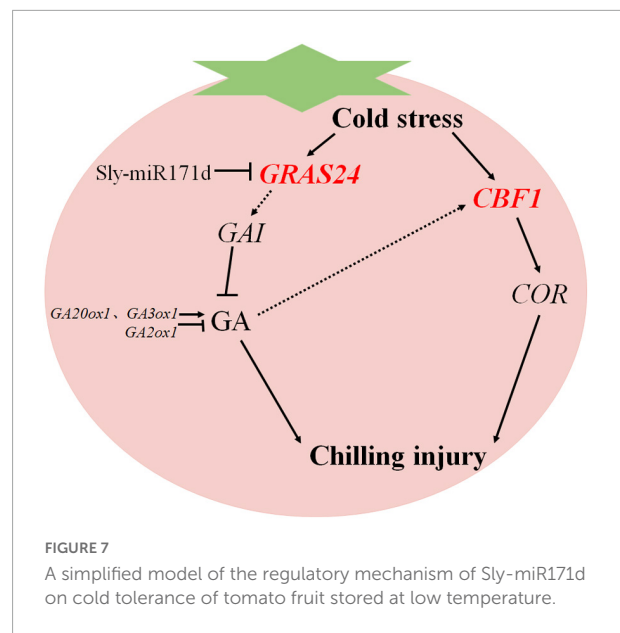 Cold stress
Sly-miR171d
GRAS24
CBF1
GAI
GA20ox1、GA3ox1
GA2ox1
GA
COR
Chilling injury
FIGURE 7
A simplified model of the regulatory mechanism of Sly-miR171d
on cold tolerance of tomato fruit stored at low temperature.